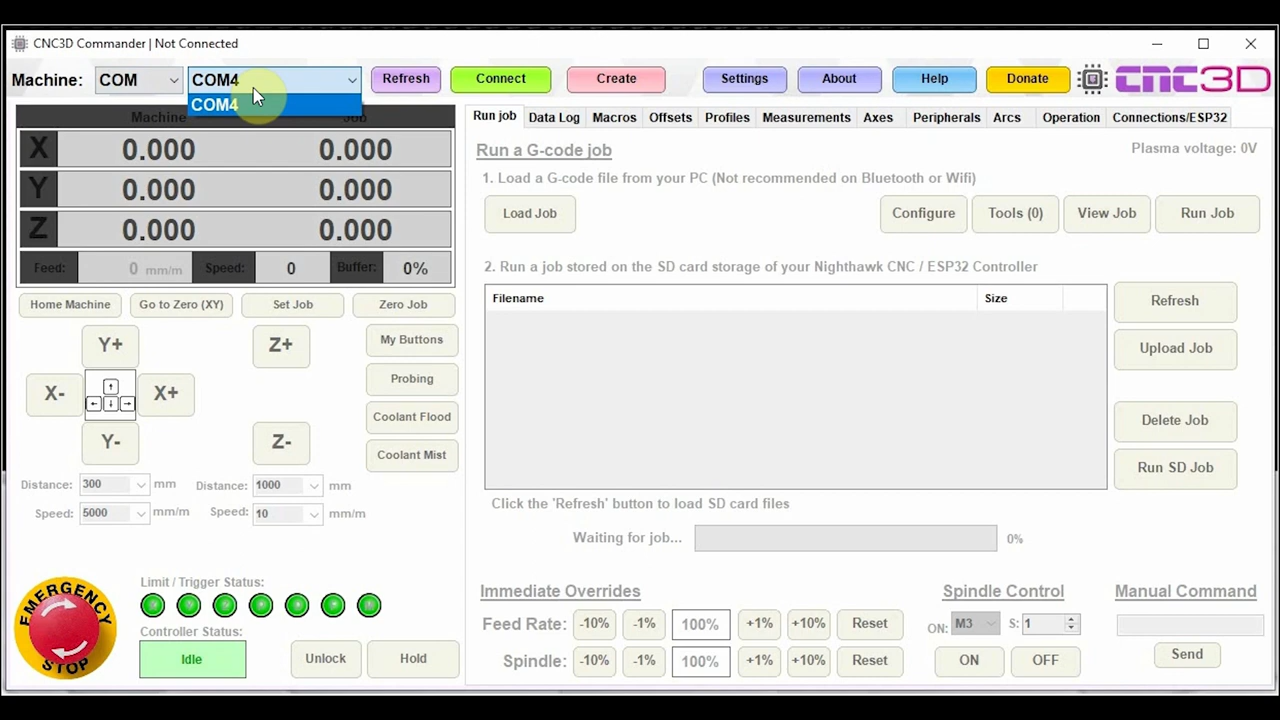 CNC3D Commander | Not Connected
Machine: COM COM4 Refresh Connect Create Settings About Help Donate CNC3D
COM4
Machine
X 0.000 0.000
Y 0.000 0.000
Z 0.000 0.000
Feed: 0 mm/m Speed: 0 Buffer: 0%
Home Machine Go to Zero (XY) Set Job Zero Job
Y+ Z+ My Buttons
X- X+ Probing
Coolant Flood
Y- Z- Coolant Mist
Distance: 300 mm Distance: 1000 mm
Speed: 5000 mm/m Speed: 10 mm/m
EMERGENCY STOP
Limit / Trigger Status:
Controller Status:
Idle Unlock Hold
Run job Data Log Macros Offsets Profiles Measurements Axes Peripherals Arcs Operation Connections/ESP32
Run a G-code job Plasma voltage: 0V
1. Load a G-code file from your PC (Not recommended on Bluetooth or Wifi)
Load Job Configure Tools (0) View Job Run Job
2. Run a job stored on the SD card storage of your Nighthawk CNC / ESP32 Controller
Filename Size Refresh
Upload Job
Delete Job
Run SD Job
Click the 'Refresh' button to load SD card files
Waiting for job... 0%
Immediate Overrides Spindle Control Manual Command
Feed Rate: -10% -1% 100% +1% +10% Reset ON: M3 S: 1
Spindle: -10% -1% 100% +1% +10% Reset ON OFF Send